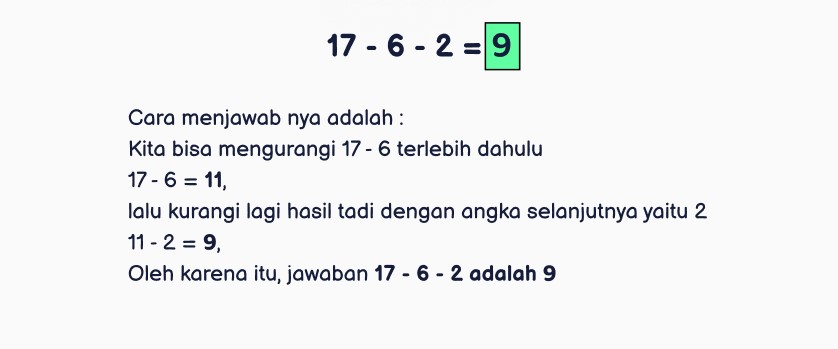 17 - 6 - 2 = 9
Cara menjawab nya adalah :
Kita bisa mengurangi 17 - 6 terlebih dahulu
17 - 6 = 11,
lalu kurangi lagi hasil tadi dengan angka selanjutnya yaitu 2
11 - 2 = 9,
Oleh karena itu, jawaban 17 - 6 - 2 adalah 9